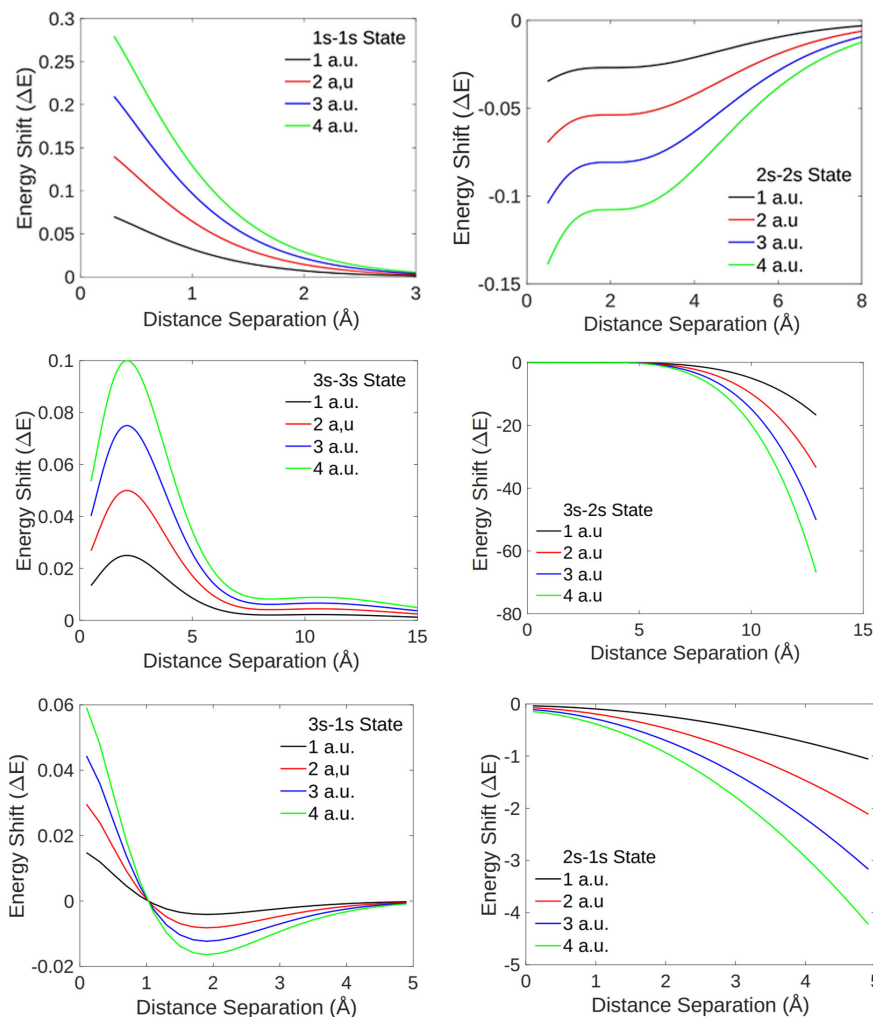 0.3
0.25
0.2
0.15
0.1
0.05
0
Energy Shift (ΔE)
1s-1s State
1 a.u.
2 a,u
3 a.u.
4 a.u.
0 1 2 3
Distance Separation (Å)
0
-0.05
-0.1
-0.15
Energy Shift (ΔE)
2s-2s State
1 a.u.
2 a.u
3 a.u.
4 a.u.
0 2 4 6 8
Distance Separation (Å)
0.1
0.08
0.06
0.04
0.02
0
Energy Shift (ΔE)
3s-3s State
1 a.u.
2 a,u
3 a.u.
4 a.u.
0 5 10 15
Distance Separation (Å)
0
-20
-40
-60
-80
Energy Shift (ΔE)
3s-2s State
1 a.u
2 a.u
3 a.u
4 a.u
0 5 10 15
Distance Separation (Å)
0.06
0.04
0.02
0
-0.02
Energy Shift (ΔE)
3s-1s State
1 a.u.
2 a,u
3 a.u.
4 a.u.
0 1 2 3 4 5
Distance Separation (Å)
0
-1
-2
-3
-4
-5
Energy Shift (ΔE)
2s-1s State
1 a.u.
2 a.u
3 a.u.
4 a.u.
0 1 2 3 4 5
Distance Separation (Å)